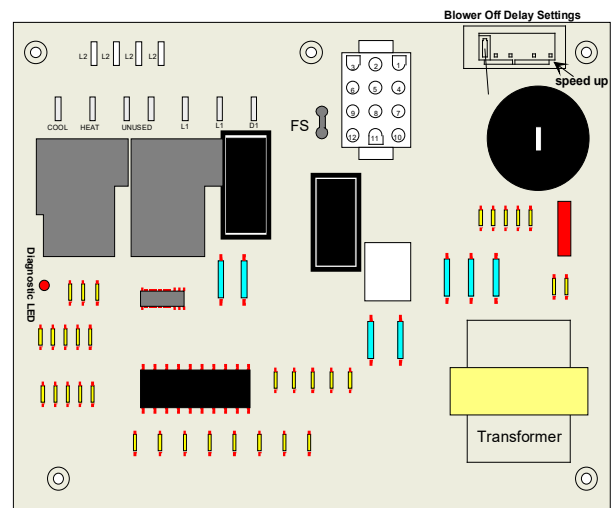 Blower Off Delay Settings
speed up
L2 L2 L2 L2
3 2 1
6 5 4
9 8 7
12 11 10
COOL HEAT UNUSED L1 L1 D1
FS
Diagnostic LED
Transformer